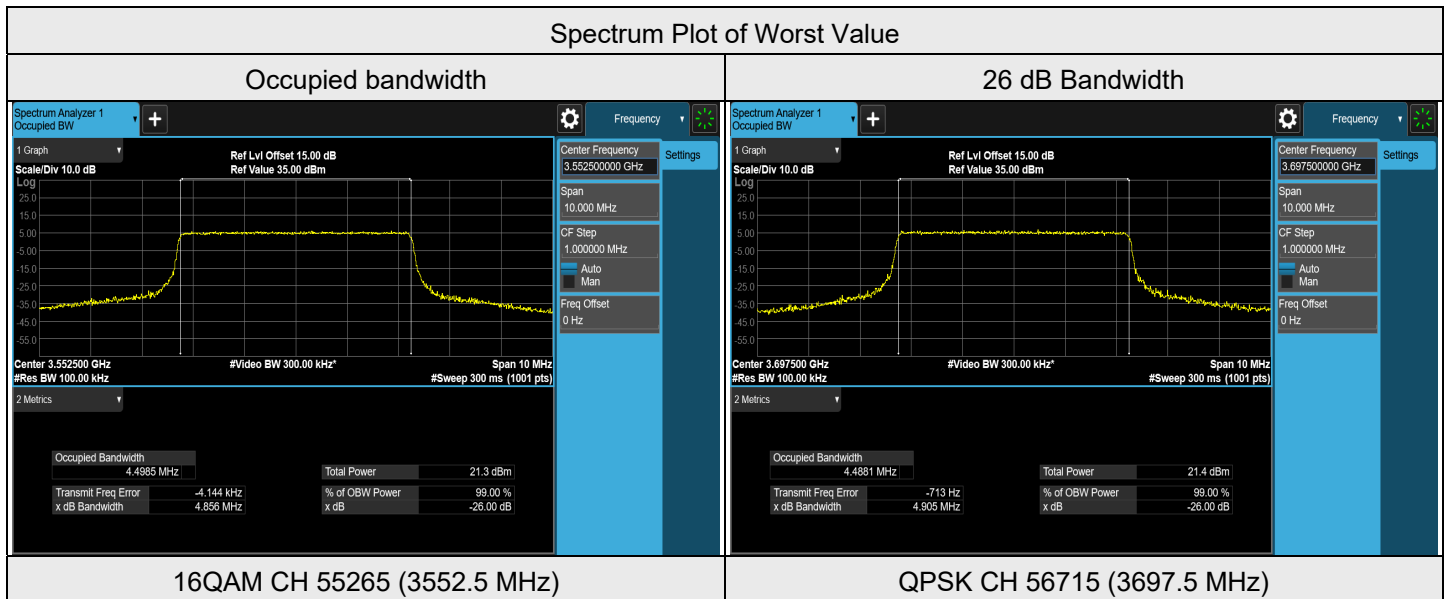 Spectrum Plot of Worst Value
Occupied bandwidth
26 dB Bandwidth
Spectrum Analyzer 1
Occupied BW
+
Frequency
1 Graph
Ref Lvl Offset 15.00 dB
Scale/Div 10.0 dB
Ref Value 35.00 dBm
Log
25.0
15.0
5.00
-5.00
-15.0
-25.0
-35.0
-45.0
-55.0
Center 3.552500 GHz
#Video BW 300.00 kHz*
Span 10 MHz
#Res BW 100.00 kHz
#Sweep 300 ms (1001 pts)
Center Frequency
3.552500000 GHz
Settings
Span
10.000 MHz
CF Step
1.000000 MHz
Auto
Man
Freq Offset
0 Hz
2 Metrics
Occupied Bandwidth
4.4985 MHz
Total Power 21.3 dBm
Transmit Freq Error -4.144 kHz
% of OBW Power 99.00 %
x dB Bandwidth 4.856 MHz
x dB -26.00 dB
Spectrum Analyzer 1
Occupied BW
+
Frequency
1 Graph
Ref Lvl Offset 15.00 dB
Scale/Div 10.0 dB
Ref Value 35.00 dBm
Log
25.0
15.0
5.00
-5.00
-15.0
-25.0
-35.0
-45.0
-55.0
Center 3.697500 GHz
#Video BW 300.00 kHz*
Span 10 MHz
#Res BW 100.00 kHz
#Sweep 300 ms (1001 pts)
Center Frequency
3.697500000 GHz
Settings
Span
10.000 MHz
CF Step
1.000000 MHz
Auto
Man
Freq Offset
0 Hz
2 Metrics
Occupied Bandwidth
4.4881 MHz
Total Power 21.4 dBm
Transmit Freq Error -713 Hz
% of OBW Power 99.00 %
x dB Bandwidth 4.905 MHz
x dB -26.00 dB
16QAM CH 55265 (3552.5 MHz)
QPSK CH 56715 (3697.5 MHz)